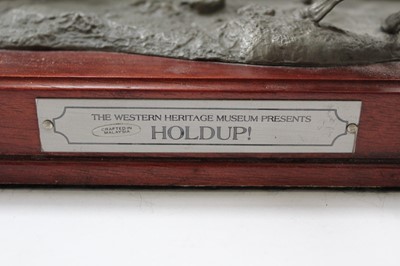 THE WESTERN HERITAGE MUSEUM PRESENTS
CRAFTED IN
MALAYSIA
HOLDUP!